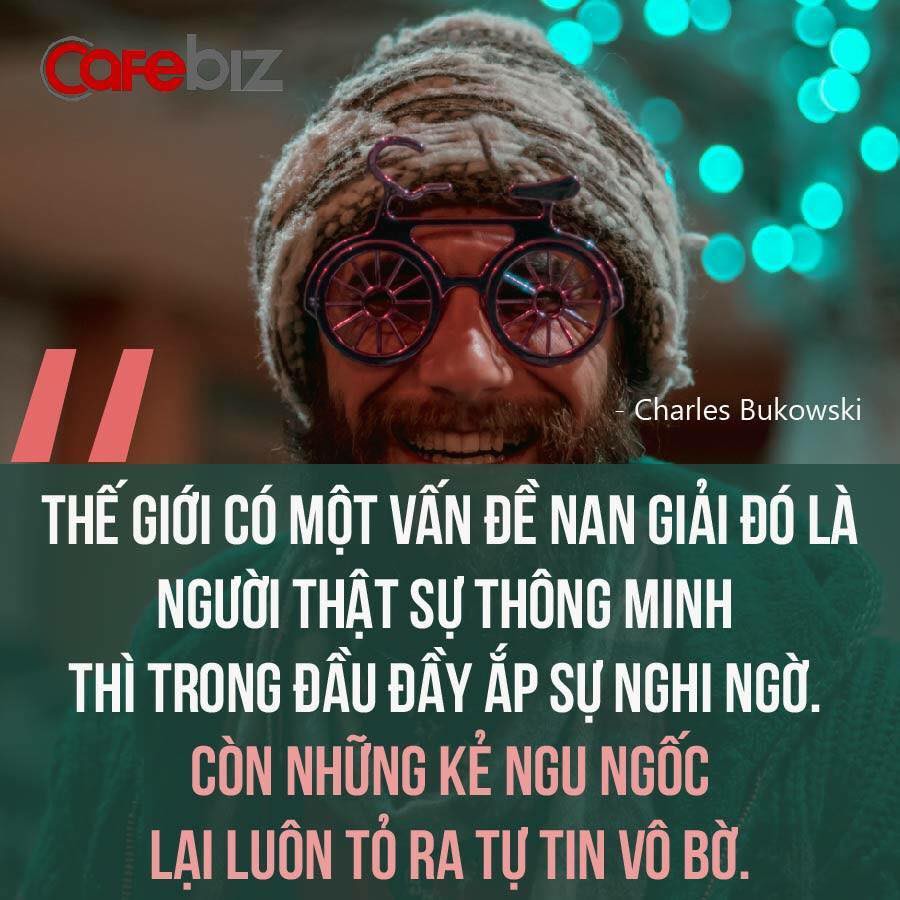 Cafebiz
- Charles Bukowski
"
THẾ GIỚI CÓ MỘT VẤN ĐỀ NAN GIẢI ĐÓ LÀ
NGƯỜI THẬT SỰ THÔNG MINH
THÌ TRONG ĐẦU ĐẦY ẮP SỰ NGHI NGỜ.
CÒN NHỮNG KẺ NGU NGỐC
LẠI LUÔN TỎ RA TỰ TIN VÔ BỜ.